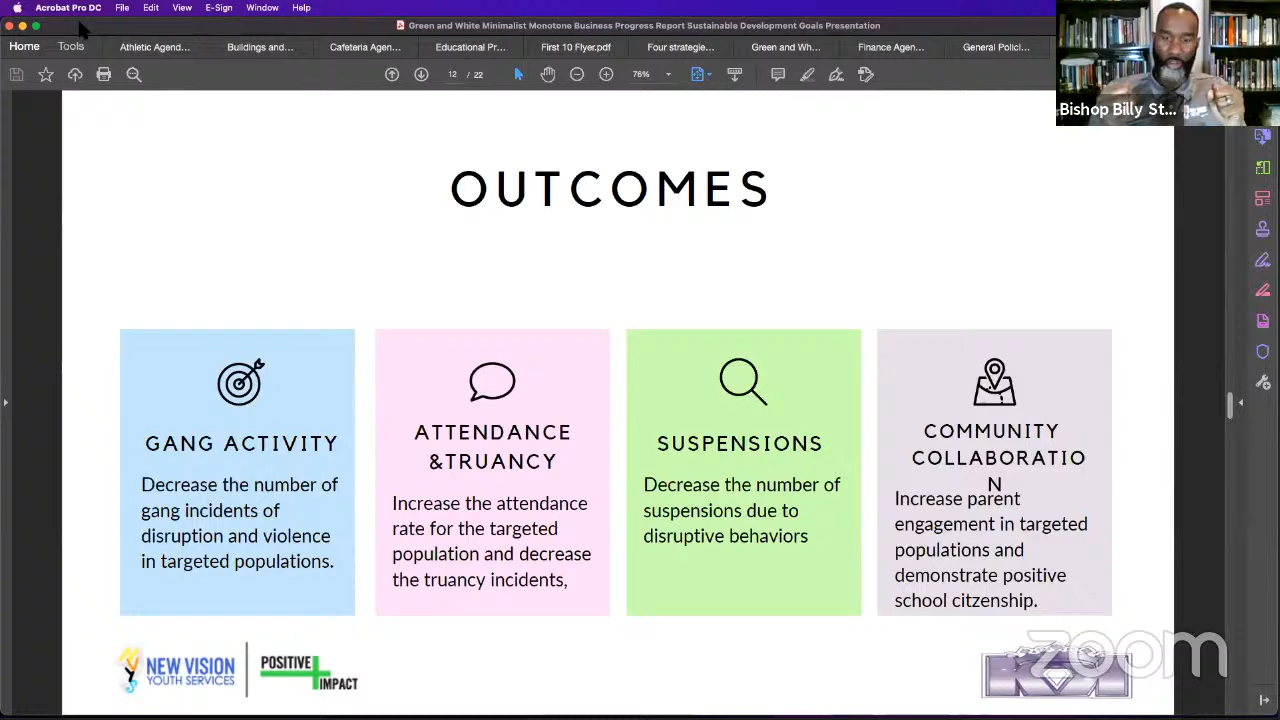 Acrobat Pro DC File Edit View E-Sign Window Help
Green and White Minimalist Monotone Business Progress Report Sustainable Development Goals Presentation
Home Tools Athletic Agend... Buildings and... Cafeteria Agen... Educational Pr... First 10 Flyer.pdf Four strategie... Green and Wh... Finance Agen... General Polici...
12 / 22 76%
Bishop Billy St...
OUTCOMES
GANG ACTIVITY
Decrease the number of
gang incidents of
disruption and violence
in targeted populations.
ATTENDANCE
&TRUANCY
Increase the attendance
rate for the targeted
population and decrease
the truancy incidents,
SUSPENSIONS
Decrease the number of
suspensions due to
disruptive behaviors
COMMUNITY
COLLABORATIO
N
Increase parent
engagement in targeted
populations and
demonstrate positive
school citzenship.
NEW VISION
YOUTH SERVICES
POSITIVE
IMPACT
zoom